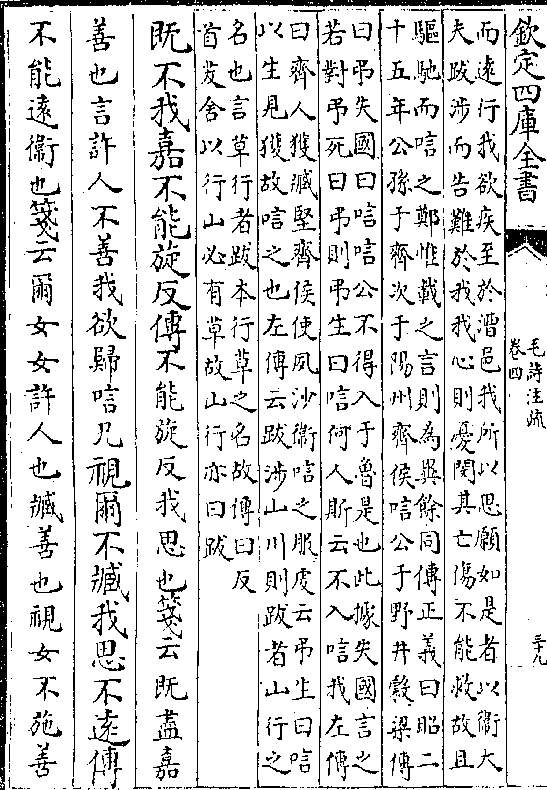 欽定四庫全書
毛詩注疏
卷四
三十九
而遠行我欲疾至於漕邑我所以思願如是者以衛大
夫跋涉而告難於我我心則憂閔其亡傷不能救故且
驅馳而唁之鄭惟載之言則為異餘同傳正義曰昭二
十五年公孫于齊次于陽州齊侯唁公于野井糓梁傳
曰弔失國曰唁唁公不得入于魯是也此據失國言之
若對弔死曰弔則弔生曰唁何人斯云不入唁我左傳
曰齊人獲臧堅齊侯使夙沙衛唁之服䖍云弔生曰唁
以生見獲故唁之也左傳云跋涉山川則跋者山行之
名也言草行者跋本行草之名故傳曰反
首茇舍以行山必有草故山行亦曰跋
既不我嘉不能旋反傳不能旋反我思也箋云既盡嘉
善也言許人不善我欲歸唁兄視爾不臧我思不遠傳
不能遠衞也箋云爾女女許人也臧善也視女不施善